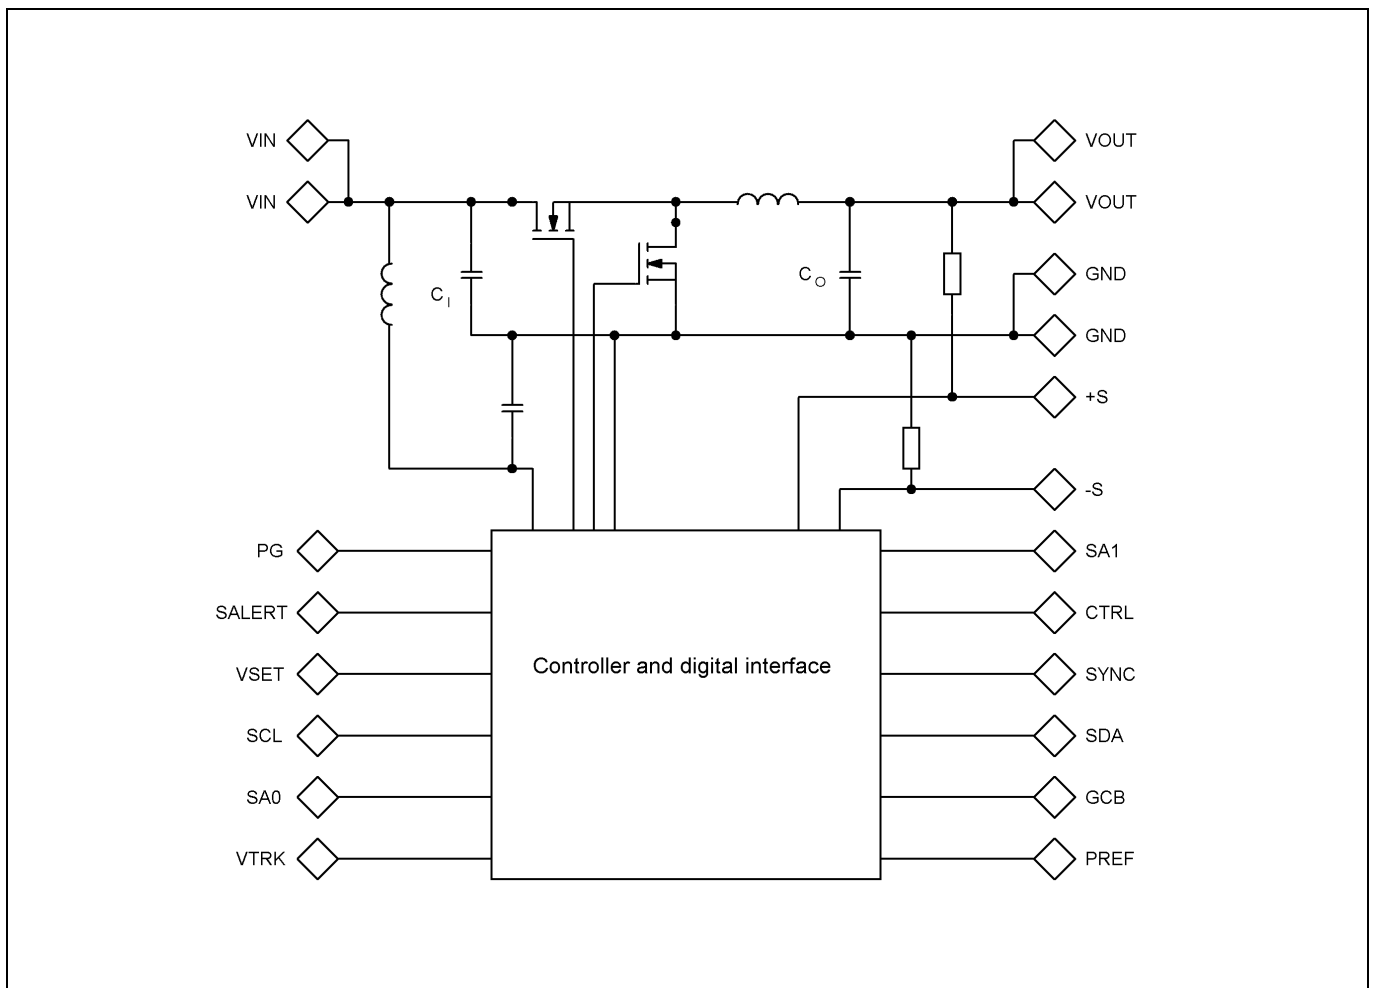 VIN
VOUT
VIN
VOUT
C I
C O
GND
GND
+S
-S
PG
SA1
SALERT
CTRL
Controller and digital interface
VSET
SYNC
SCL
SDA
SA0
GCB
VTRK
PREF